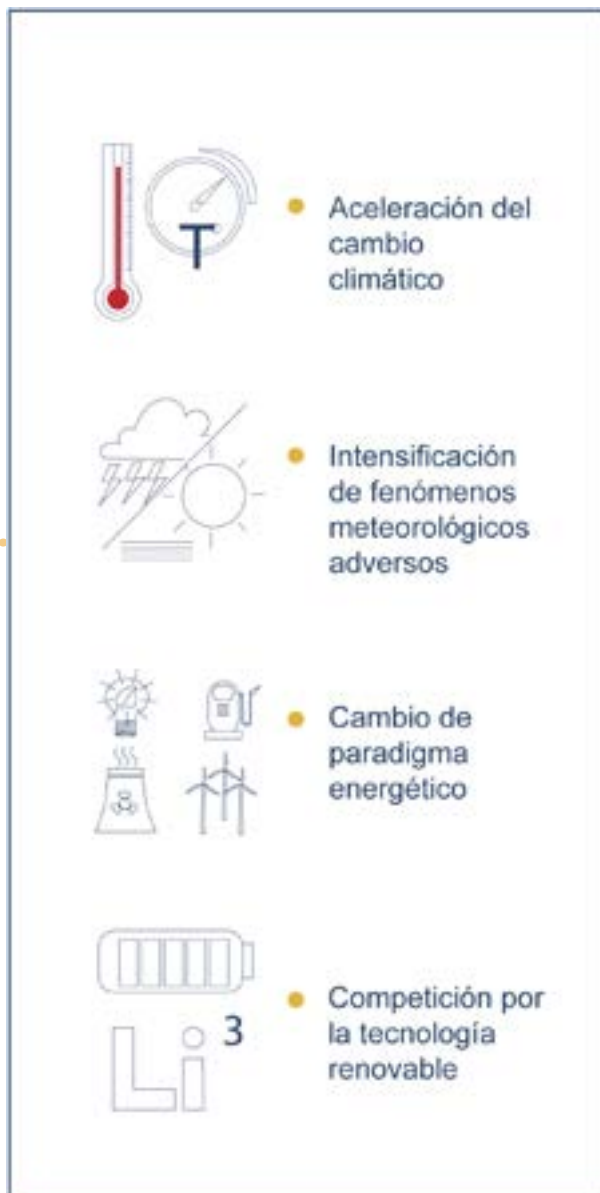 T
Aceleración del
cambio
climático
Intensificación
de fenómenos
meteorológicos
adversos
Cambio de
paradigma
energético
Li 3
Competición por
la tecnología
renovable